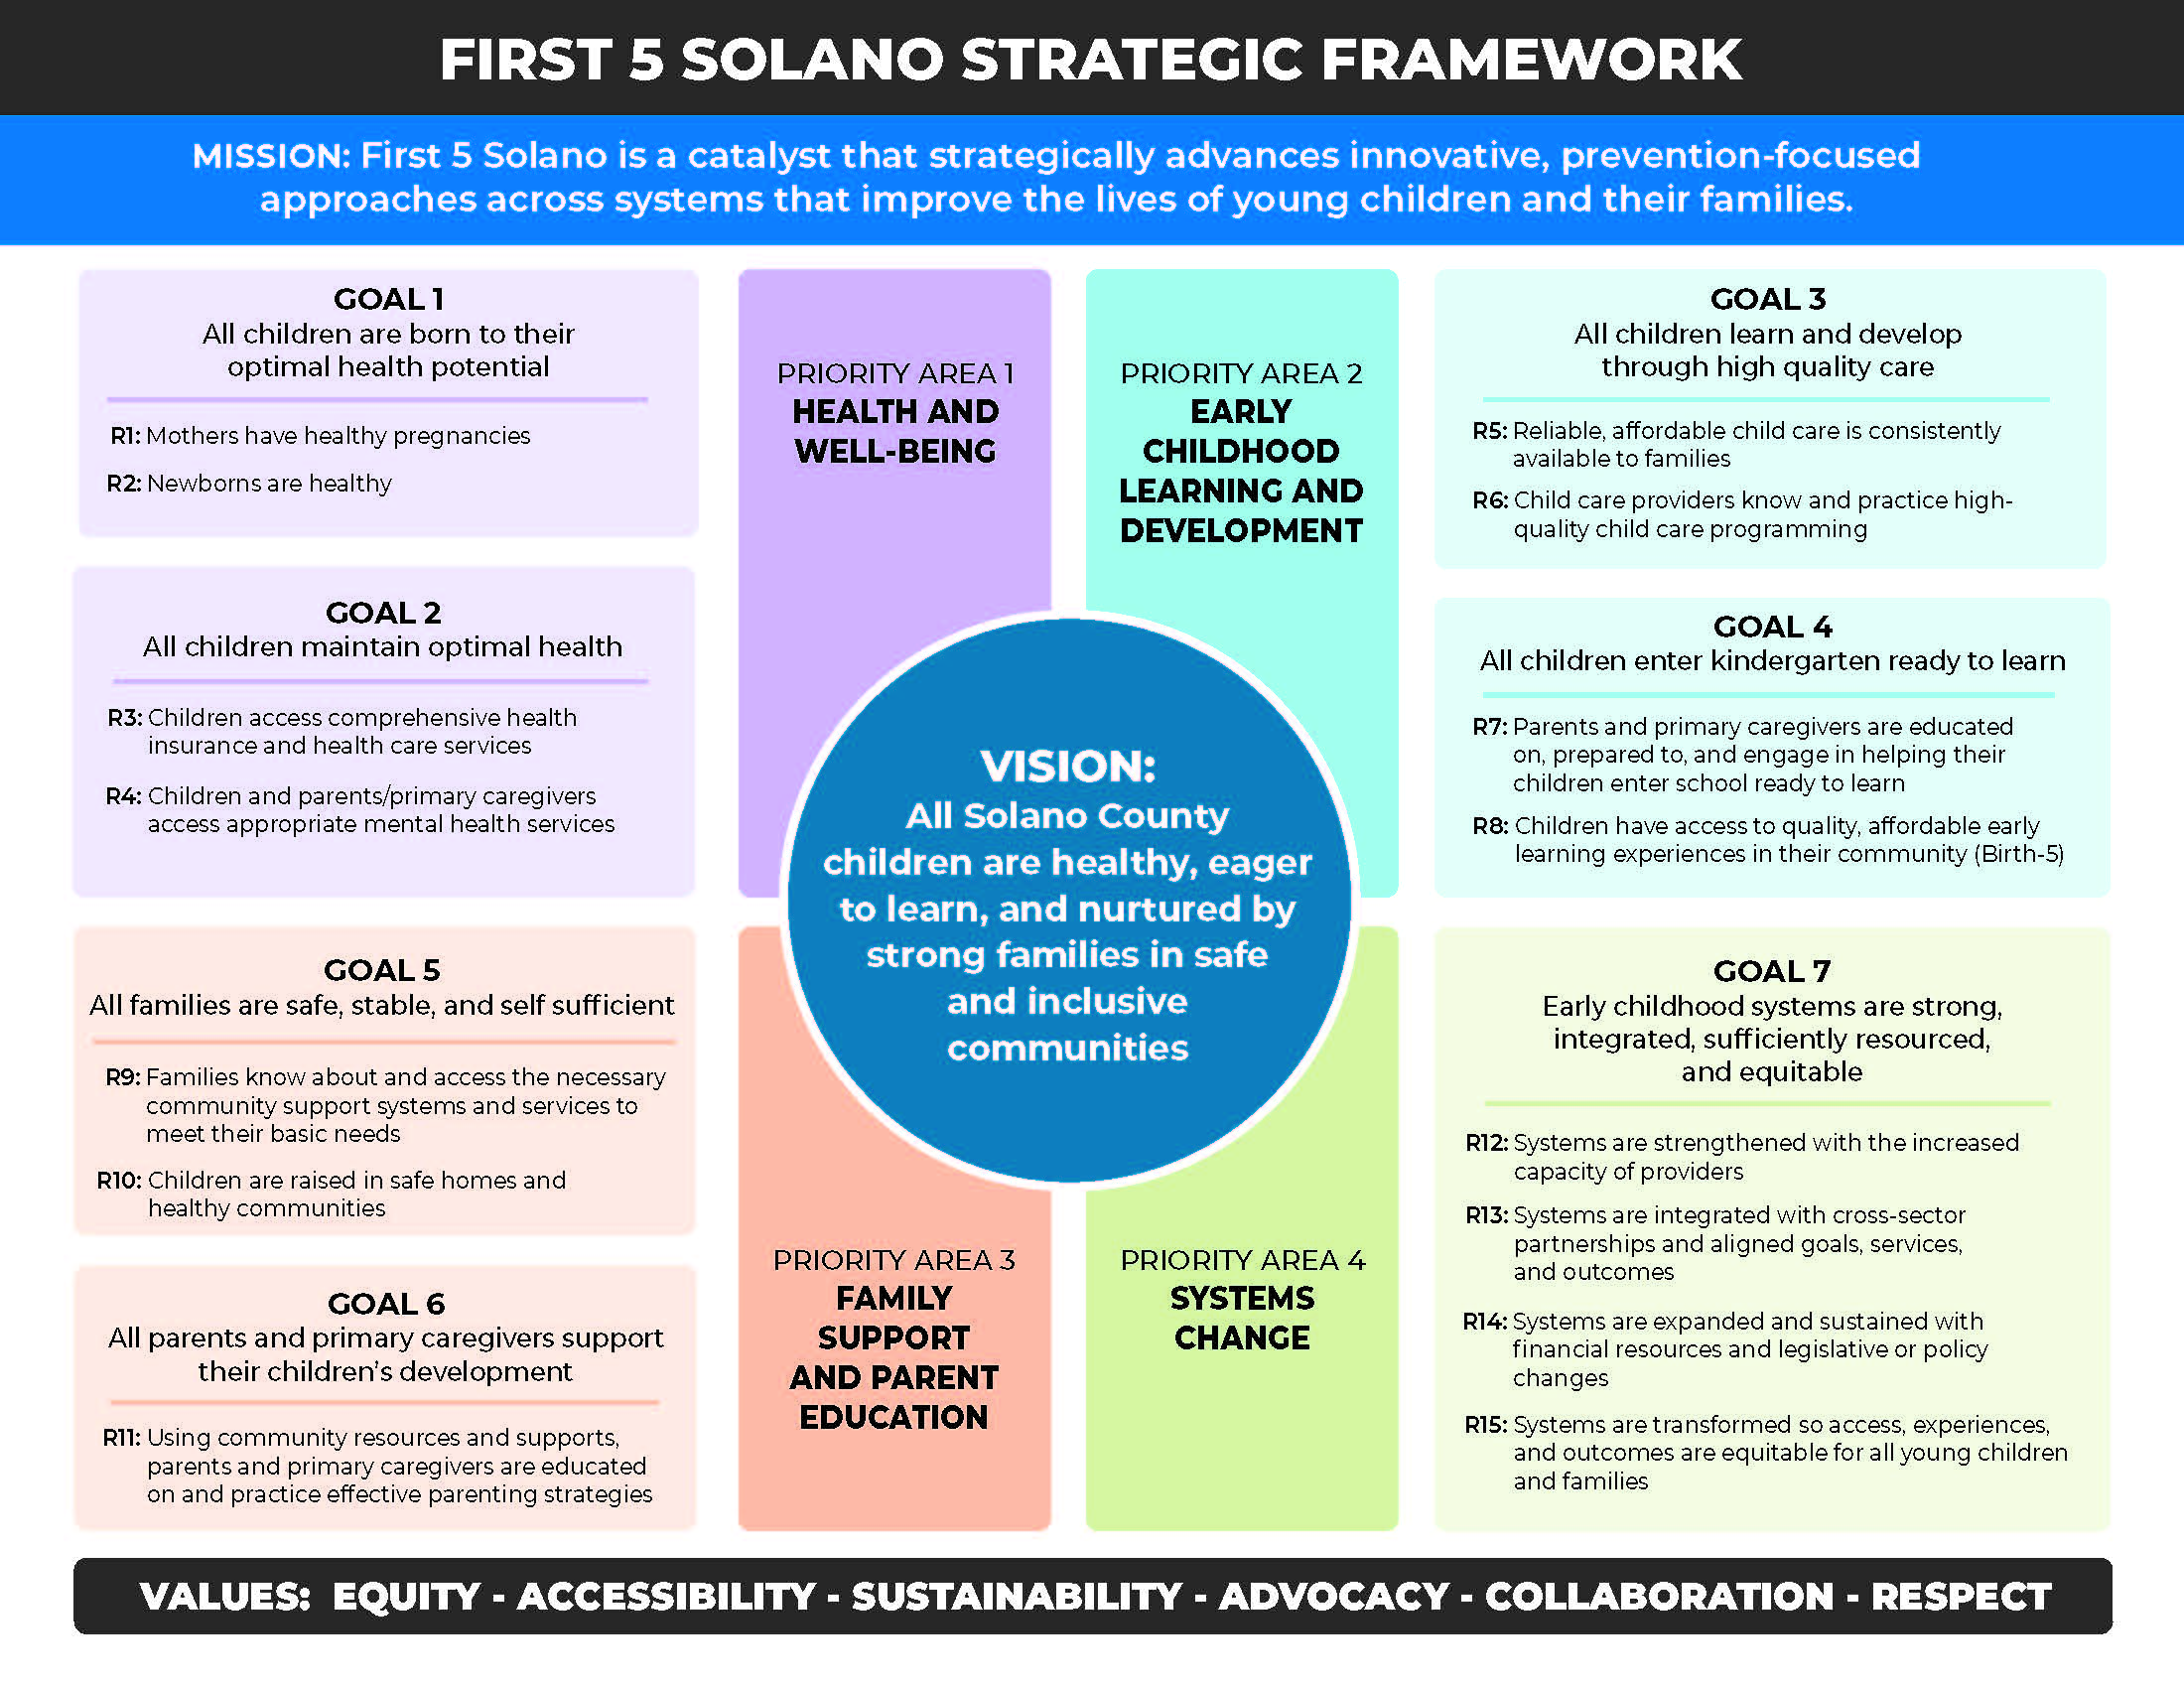 FIRST 5 SOLANO STRATEGIC FRAMEWORK
MISSION: First 5 Solano is a catalyst that strategically advances innovative, prevention-focused
approaches across systems that improve the lives of young children and their families.
GOAL 1
All children are born to their
optimal health potential
R1: Mothers have healthy pregnancies
R2: Newborns are healthy
GOAL 2
All children maintain optimal health
R3: Children access comprehensive health
insurance and health care services
R4: Children and parents/primary caregivers
access appropriate mental health services
PRIORITY AREA 1
HEALTH AND
WELL-BEING
PRIORITY AREA 2
EARLY
CHILDHOOD
LEARNING AND
DEVELOPMENT
GOAL 3
All children learn and develop
through high quality care
R5: Reliable, affordable child care is consistently
available to families
R6: Child care providers know and practice high-
quality child care programming
GOAL 4
All children enter kindergarten ready to learn
R7: Parents and primary caregivers are educated
on, prepared to, and engage in helping their
children enter school ready to learn
R8: Children have access to quality, affordable early
learning experiences in their community (Birth-5)
VISION:
All Solano County
children are healthy, eager
to learn, and nurtured by
strong families in safe
and inclusive
communities
GOAL 5
All families are safe, stable, and self sufficient
R9: Families know about and access the necessary
community support systems and services to
meet their basic needs
R10: Children are raised in safe homes and
healthy communities
GOAL 6
All parents and primary caregivers support
their children's development
R11: Using community resources and supports,
parents and primary caregivers are educated
on and practice effective parenting strategies
PRIORITY AREA 3
FAMILY
SUPPORT
AND PARENT
EDUCATION
PRIORITY AREA 4
SYSTEMS
CHANGE
GOAL 7
Early childhood systems are strong,
integrated, sufficiently resourced,
and equitable
R12: Systems are strengthened with the increased
capacity of providers
R13: Systems are integrated with cross-sector
partnerships and aligned goals, services,
and outcomes
R14: Systems are expanded and sustained with
financial resources and legislative or policy
changes
R15: Systems are transformed so access, experiences,
and outcomes are equitable for all young children
and families
VALUES: EQUITY - ACCESSIBILITY - SUSTAINABILITY - ADVOCACY - COLLABORATION - RESPECT